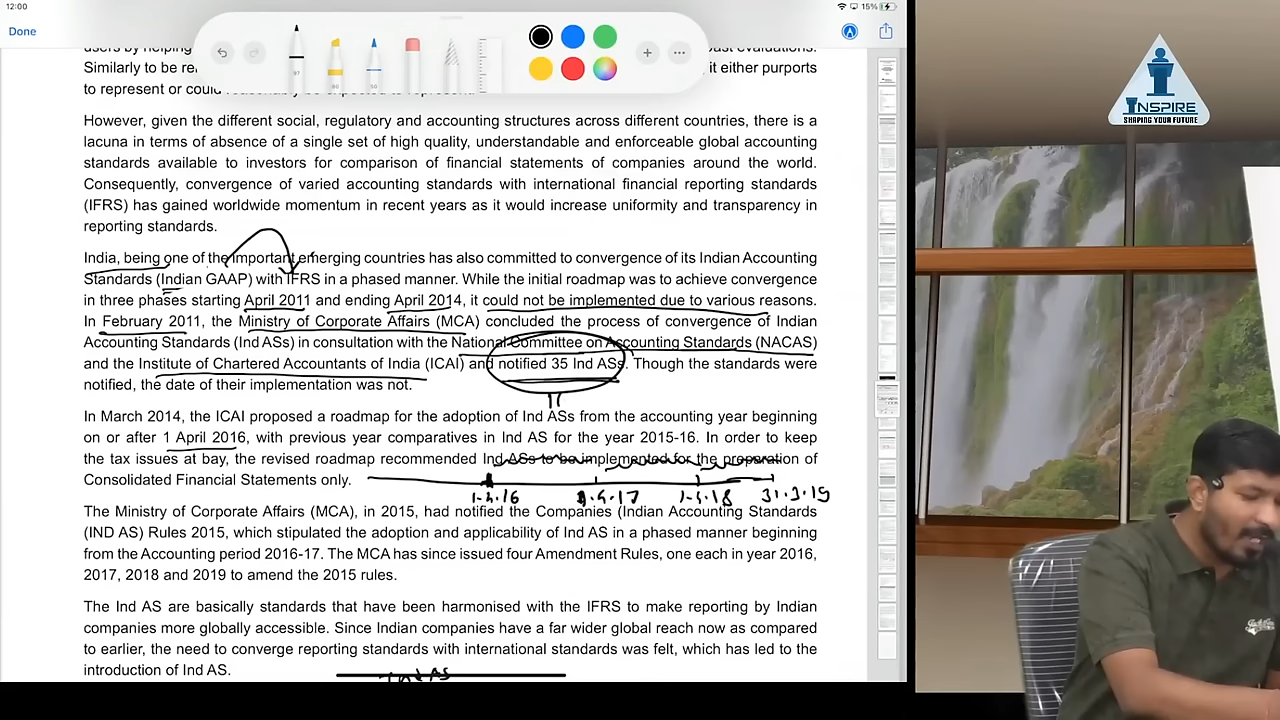 12:00
15%
Done
users by helping
past evaluations.
Similarly to be
it either purports
to represent or could reasonably be expected to
However, given the different social, regulatory and accounting structures across different countries, there is a
lacuna in terms of absence of a single set of high quality, understandable and enforceable global accounting
standards available to investors for comparison of financial statements of companies around the world.
Consequently, convergence of varied accounting standards with international financial reporting standards
(IFRS) has gained worldwide momentum in recent years as it would increase uniformity and transparency in
reporting standards.
India, being one of the important emerging countries has also committed to convergence of its Indian Accounting
Standards (Indian GAAP) with IFRS in a phased manner. While the initial roadmap was to achieve convergence
in three phases starting April 2011 and ending April 2014, it could not be implemented due to various reasons.
In February 2011, the Ministry of Corporate Affairs (MCA) concluded the process of convergence of Indian
Accounting Standards (Ind ASs) in consultation with the National Committee on Accounting Standards (NACAS)
and the Institute of Chartered Accountants of India (ICAI) and notified 35 Ind ASs. Though the standards were
notified, the date of their implementation was not.
In March 2014, the ICAI proposed a roadmap for the adoption of Ind ASs from the accounting year beginning
on or after 1 April 2016, with previous year comparatives in Ind AS for the year 2015-16. In order to keep
the tax issues at bay, the revised roadmap recommended Ind ASs to be implemented for the preparation of
Consolidated Financial Statements only.
1-4-16 1-4-17 1-4-18 31-3-19
The Ministry of Corporate Affairs (MCA), in 2015, had notified the Companies (Indian Accounting Standards
(IND AS) Rules 2015, which stipulated the adoption and applicability of Ind AS in a phased manner beginning
from the Accounting period 2016-17. The MCA has since issued four Amendment Rules, one each in year 2016,
2017, 2018 and 2019 to amend the 2015 rules.
The Ind AS are basically standards that have been harmonised with the IFRS to make reporting by Indian
companies more globally accessible. Since Indian companies have a far wider global reach now as compared
to earlier, the need to converge reporting standards with international standards was felt, which has led to the
introduction of Ind AS.
Ind AS
INSPIRE
SHAPING YOUR FUTURE